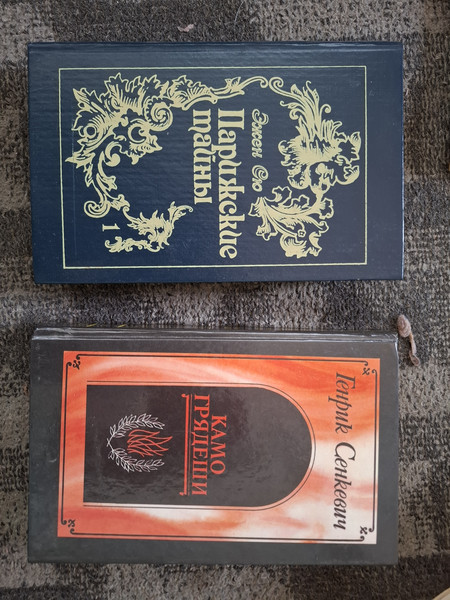 Эжен Сю
Парижские
тайны
1
Генрик Сенкевич
КАМО
ГРЯДЕШИ